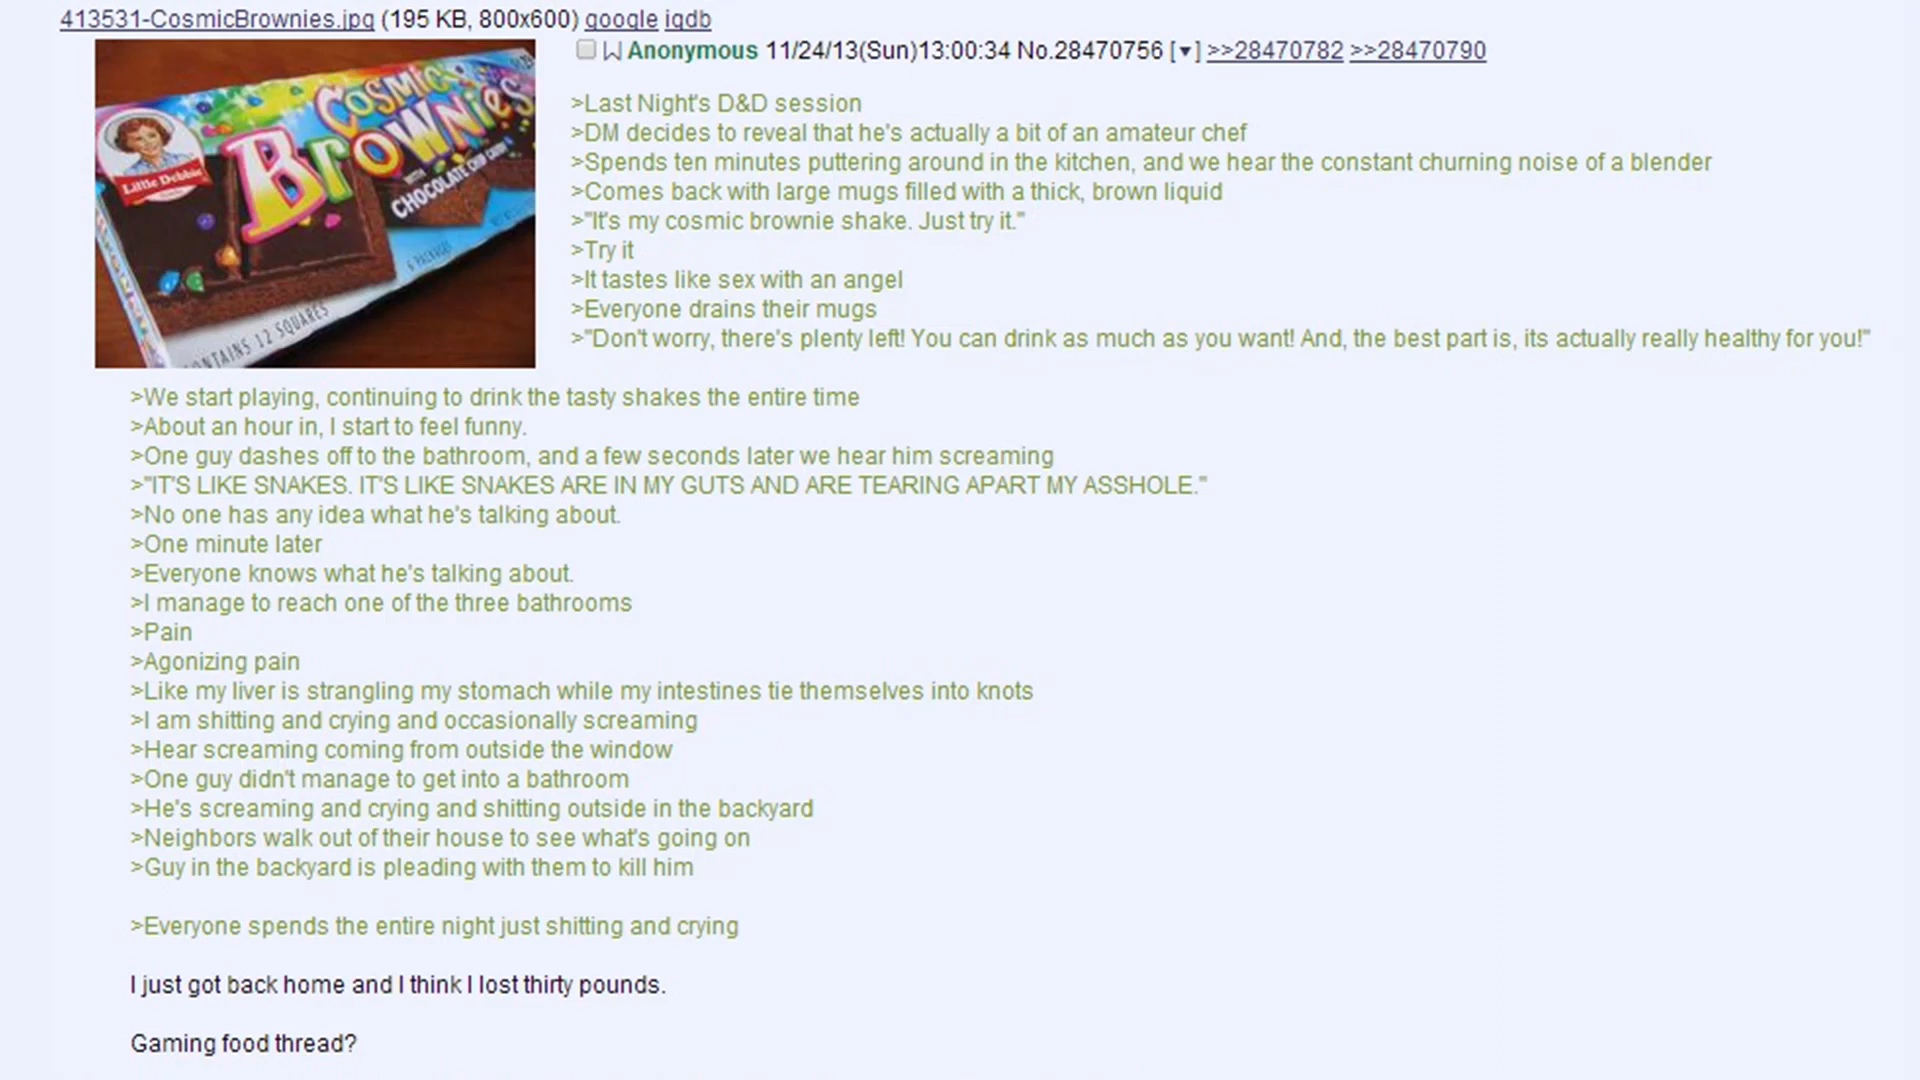 413531-CosmicBrownies.jpg (195 KB, 800x600) google iqdb
Anonymous 11/24/13(Sun)13:00:34 No.28470756 [▼] >>28470782 >>28470790
COSMIC
BROWNIES
WITH
CHOCOLATE CHIP CANDY
Little Debbie
6 PACKAGES
CONTAINS 12 SQUARES
>Last Night's D&D session
>DM decides to reveal that he's actually a bit of an amateur chef
>Spends ten minutes puttering around in the kitchen, and we hear the constant churning noise of a blender
>Comes back with large mugs filled with a thick, brown liquid
>"It's my cosmic brownie shake. Just try it."
>Try it
>It tastes like sex with an angel
>Everyone drains their mugs
>"Don't worry, there's plenty left! You can drink as much as you want! And, the best part is, its actually really healthy for you!"
>We start playing, continuing to drink the tasty shakes the entire time
>About an hour in, I start to feel funny.
>One guy dashes off to the bathroom, and a few seconds later we hear him screaming
>"IT'S LIKE SNAKES. IT'S LIKE SNAKES ARE IN MY GUTS AND ARE TEARING APART MY ASSHOLE."
>No one has any idea what he's talking about.
>One minute later
>Everyone knows what he's talking about.
>I manage to reach one of the three bathrooms
>Pain
>Agonizing pain
>Like my liver is strangling my stomach while my intestines tie themselves into knots
>I am shitting and crying and occasionally screaming
>Hear screaming coming from outside the window
>One guy didn't manage to get into a bathroom
>He's screaming and crying and shitting outside in the backyard
>Neighbors walk out of their house to see what's going on
>Guy in the backyard is pleading with them to kill him
>Everyone spends the entire night just shitting and crying
I just got back home and I think I lost thirty pounds.
Gaming food thread?